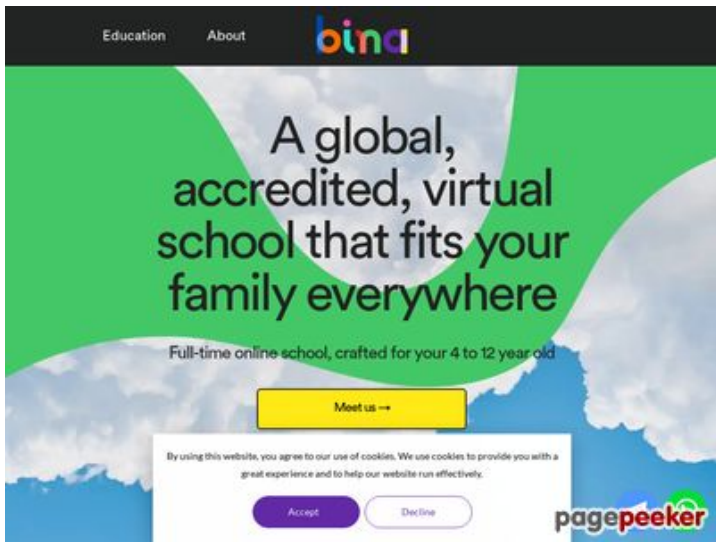 Education
About
bina
A global,
accredited, virtual
school that fits your
family everywhere
Full-time online school, crafted for your 4 to 12 year old
Meet us →
By using this website, you agree to our use of cookies. We use cookies to provide you with a
great experience and to help our website run effectively.
Accept
Decline
pagepeeker